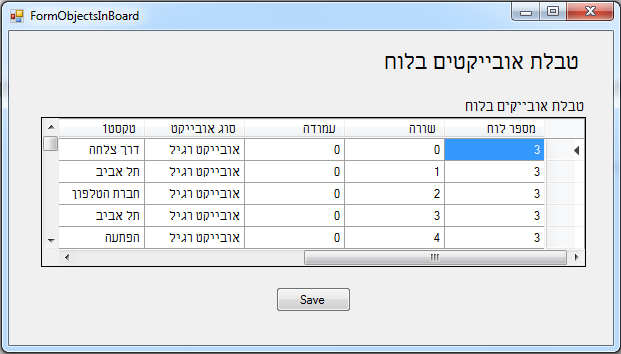 FormObjectsInBoard
טבלת אובייקטים בלוח
טבלת אובייקים בלוח
מספר לוח שורה עמודה סוג אובייקט טקסט1
3 0 0 אובייקט רגיל דרך צלחה
3 1 0 אובייקט רגיל תל אביב
3 2 0 אובייקט רגיל חברת הטלפון
3 3 0 אובייקט רגיל תל אביב
3 4 0 אובייקט רגיל הפתעה
Save